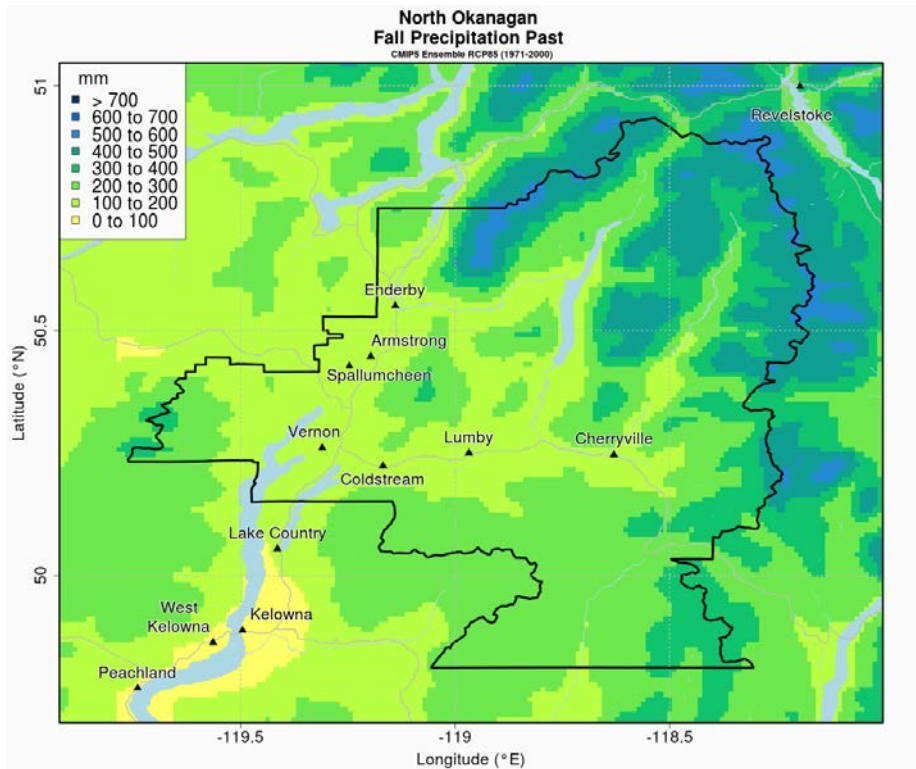 North Okanagan
Fall Precipitation Past
CMIP5 Ensemble RCP85 (1971-2000)
mm
> 700
600 to 700
500 to 600
400 to 500
300 to 400
200 to 300
100 to 200
0 to 100
51
50.5
50
Latitude (°N)
Revelstoke
Enderby
Armstrong
Spallumcheen
Vernon
Lumby
Cherryville
Coldstream
Lake Country
West
Kelowna
Kelowna
Peachland
-119.5
-119
-118.5
Longitude (°E)